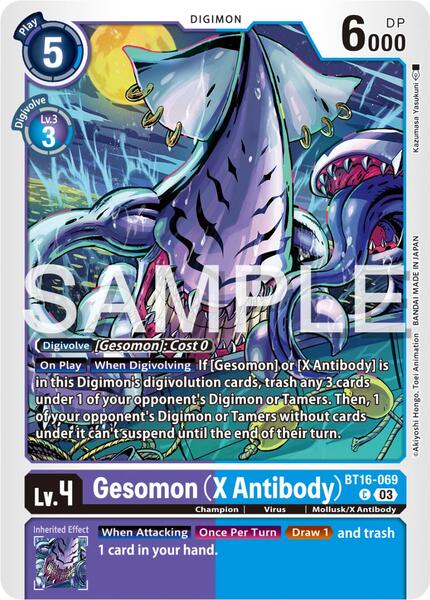 DIGIMON
Play
5
6000
DP
Digivolve
Lv.3
3
Kazumasa Yasukuni
©Akiyoshi Hongo, Toei Animation BANDAI MADE IN JAPAN
SAMPLE
Digivolve [Gesomon]: Cost 0
On Play When Digivolving If [Gesomon] or [X Antibody] is
in this Digimon's digivolution cards, trash any 3 cards
under 1 of your opponent's Digimon or Tamers. Then, 1
of your opponent's Digimon or Tamers without cards
under it can't suspend until the end of their turn.
Lv.4
Gesomon (X Antibody)
BT16-069
C 03
Champion Virus Mollusk/X Antibody
Inherited Effect
When Attacking Once Per Turn Draw 1 and trash
1 card in your hand.